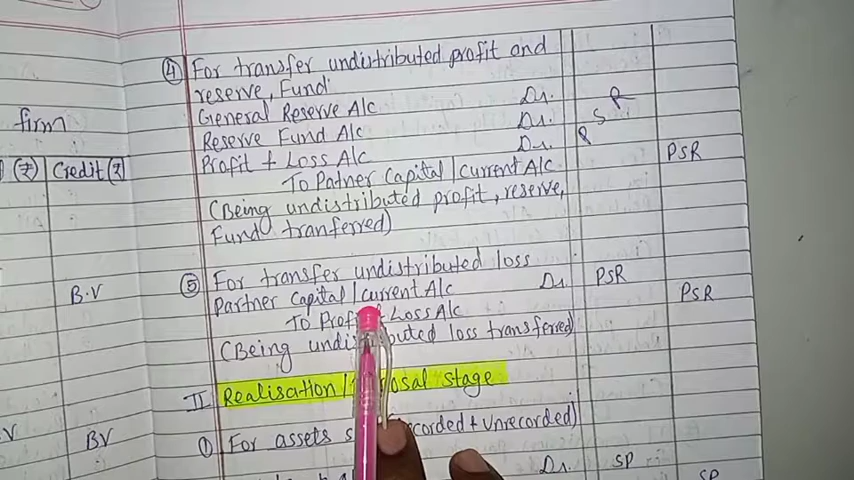 firm
(₹) Credit (₹)
B.V
BV
④ For transfer undistributed profit and
reserve, Fund
General Reserve A/c Dr.
Reserve Fund A/c Dr.
Profit + Loss A/c Dr.
P S R
To Patner Capital / current A/c PSR
(Being undistributed profit, reserve,
Fund tranferred)
⑤ For transfer undistributed loss
Partner Capital / current A/c Dr. PSR
To Profit + Loss A/c PSR
(Being undistributed loss transferred)
II Realisation / stage
① For assets (recorded + Unrecorded)
Dr. SP
SP